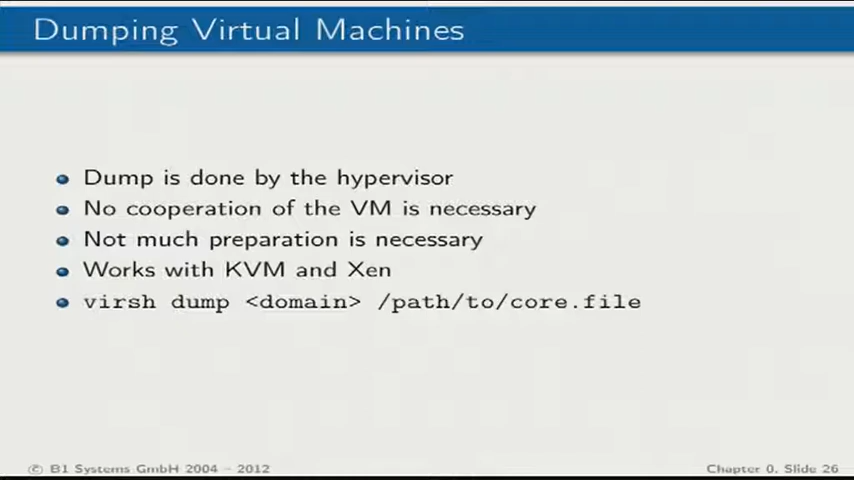 Dumping Virtual Machines
Dump is done by the hypervisor
No cooperation of the VM is necessary
Not much preparation is necessary
Works with KVM and Xen
virsh dump <domain> /path/to/core.file
© B1 Systems GmbH 2004 – 2012
Chapter 0, Slide 26